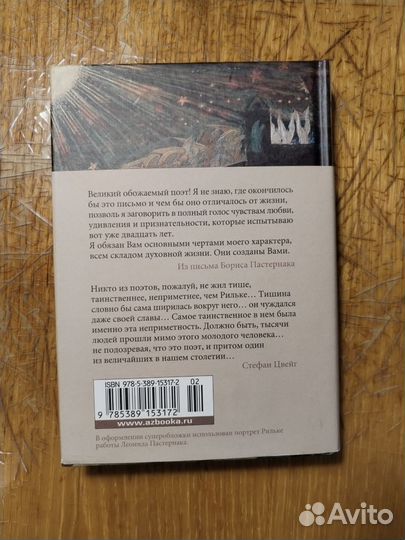 Великий обожаемый поэт! Я не знаю, где окончилось
бы это письмо и чем бы оно отличалось от жизни,
позволь я заговорить в полный голос чувствам любви,
удивления и признательности, которые испытываю
вот уже двадцать лет.
Я обязан Вам основными чертами моего характера,
всем складом духовной жизни. Они созданы Вами.
Из письма Бориса Пастернака
Никто из поэтов, пожалуй, не жил тише,
таинственнее, неприметнее, чем Рильке... Тишина
словно бы сама ширилась вокруг него... он чуждался
даже своей славы... Самое таинственное в нем была
именно эта неприметность. Должно быть, тысячи
людей прошли мимо этого молодого человека...
не подозревая, что это поэт, и притом один
из величайших в нашем столетии...
Стефан Цвейг
ISBN 978-5-389-15317-2
02
9 785389 153172
www.azbooka.ru
В оформлении суперобложки использован портрет Рильке
работы Леонида Пастернака.
Avito